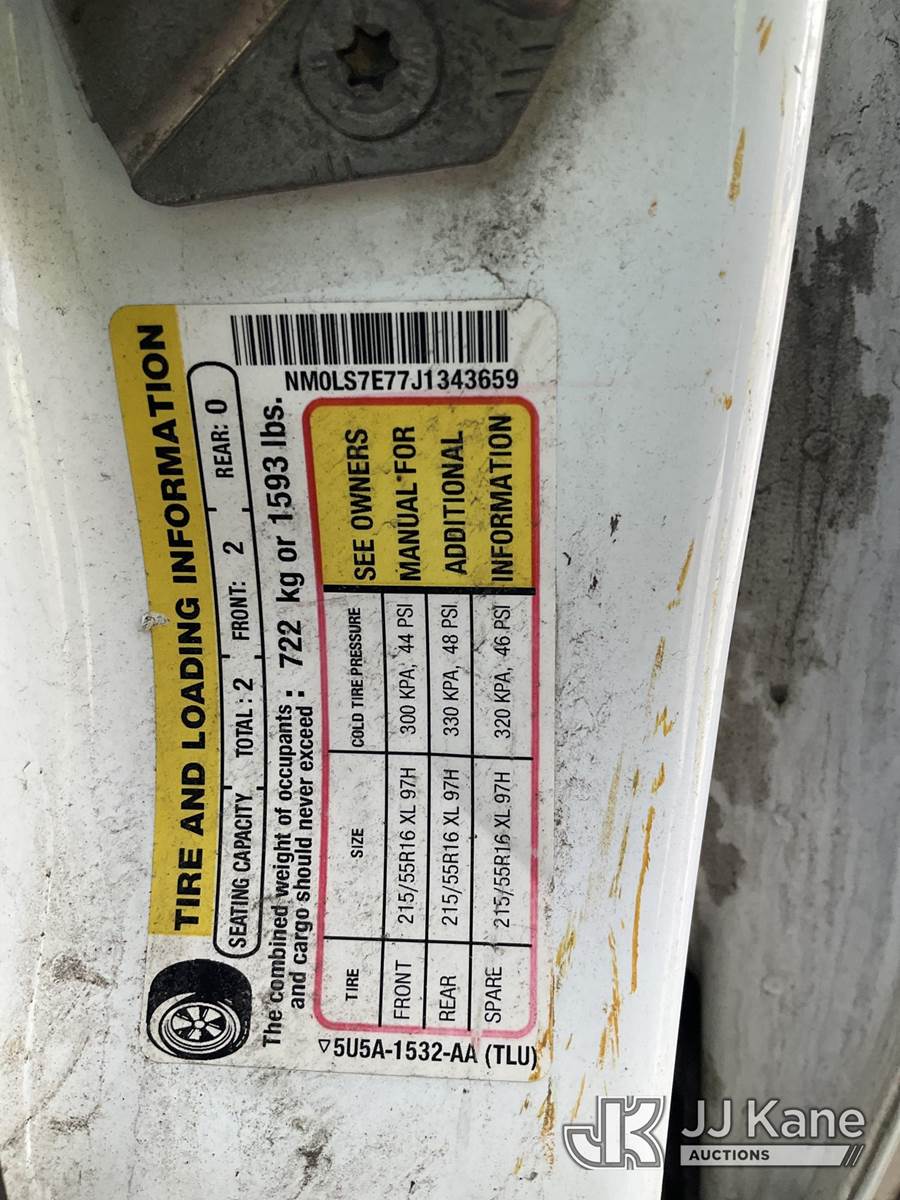 TIRE AND LOADING INFORMATION
SEATING CAPACITY TOTAL : 2 FRONT: 2 REAR: 0
The combined weight of occupants
and cargo should never exceed : 722 kg or 1593 lbs.
NM0LS7E77J1343659
TIRE SIZE COLD TIRE PRESSURE
FRONT 215/55R16 XL 97H 300 KPA, 44 PSI
REAR 215/55R16 XL 97H 330 KPA, 48 PSI
SPARE 215/55R16 XL 97H 320 KPA, 46 PSI
SEE OWNERS
MANUAL FOR
ADDITIONAL
INFORMATION
▽5U5A-1532-AA (TLU)
JK JJ Kane
AUCTIONS